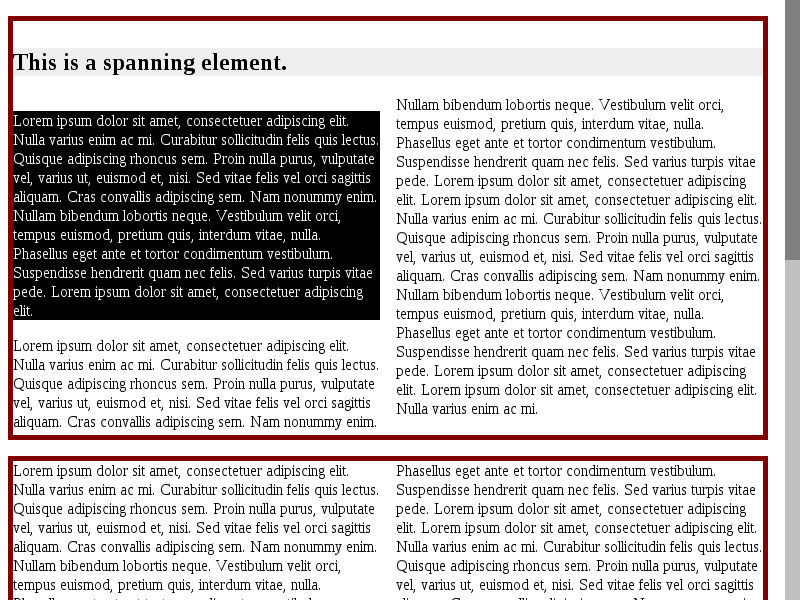 This is a spanning element.
Lorem ipsum dolor sit amet, consectetuer adipiscing elit.
Nulla varius enim ac mi. Curabitur sollicitudin felis quis lectus.
Quisque adipiscing rhoncus sem. Proin nulla purus, vulputate
vel, varius ut, euismod et, nisi. Sed vitae felis vel orci sagittis
aliquam. Cras convallis adipiscing sem. Nam nonummy enim.
Nullam bibendum lobortis neque. Vestibulum velit orci,
tempus euismod, pretium quis, interdum vitae, nulla.
Phasellus eget ante et tortor condimentum vestibulum.
Suspendisse hendrerit quam nec felis. Sed varius turpis vitae
pede. Lorem ipsum dolor sit amet, consectetuer adipiscing
elit.
Lorem ipsum dolor sit amet, consectetuer adipiscing elit.
Nulla varius enim ac mi. Curabitur sollicitudin felis quis lectus.
Quisque adipiscing rhoncus sem. Proin nulla purus, vulputate
vel, varius ut, euismod et, nisi. Sed vitae felis vel orci sagittis
aliquam. Cras convallis adipiscing sem. Nam nonummy enim.
Nullam bibendum lobortis neque. Vestibulum velit orci,
tempus euismod, pretium quis, interdum vitae, nulla.
Phasellus eget ante et tortor condimentum vestibulum.
Suspendisse hendrerit quam nec felis. Sed varius turpis vitae
pede. Lorem ipsum dolor sit amet, consectetuer adipiscing
elit. Lorem ipsum dolor sit amet, consectetuer adipiscing elit.
Nulla varius enim ac mi. Curabitur sollicitudin felis quis lectus.
Quisque adipiscing rhoncus sem. Proin nulla purus, vulputate
vel, varius ut, euismod et, nisi. Sed vitae felis vel orci sagittis
aliquam. Cras convallis adipiscing sem. Nam nonummy enim.
Nullam bibendum lobortis neque. Vestibulum velit orci,
tempus euismod, pretium quis, interdum vitae, nulla.
Phasellus eget ante et tortor condimentum vestibulum.
Suspendisse hendrerit quam nec felis. Sed varius turpis vitae
pede. Lorem ipsum dolor sit amet, consectetuer adipiscing
elit. Lorem ipsum dolor sit amet, consectetuer adipiscing elit.
Nulla varius enim ac mi.
Lorem ipsum dolor sit amet, consectetuer adipiscing elit.
Nulla varius enim ac mi. Curabitur sollicitudin felis quis lectus.
Quisque adipiscing rhoncus sem. Proin nulla purus, vulputate
vel, varius ut, euismod et, nisi. Sed vitae felis vel orci sagittis
aliquam. Cras convallis adipiscing sem. Nam nonummy enim.
Nullam bibendum lobortis neque. Vestibulum velit orci,
tempus euismod, pretium quis, interdum vitae, nulla.
Phasellus eget ante et tortor condimentum vestibulum.
Suspendisse hendrerit quam nec felis. Sed varius turpis vitae
pede. Lorem ipsum dolor sit amet, consectetuer adipiscing
elit. Lorem ipsum dolor sit amet, consectetuer adipiscing elit.
Nulla varius enim ac mi. Curabitur sollicitudin felis quis lectus.
Quisque adipiscing rhoncus sem. Proin nulla purus, vulputate
vel, varius ut, euismod et, nisi. Sed vitae felis vel orci sagittis